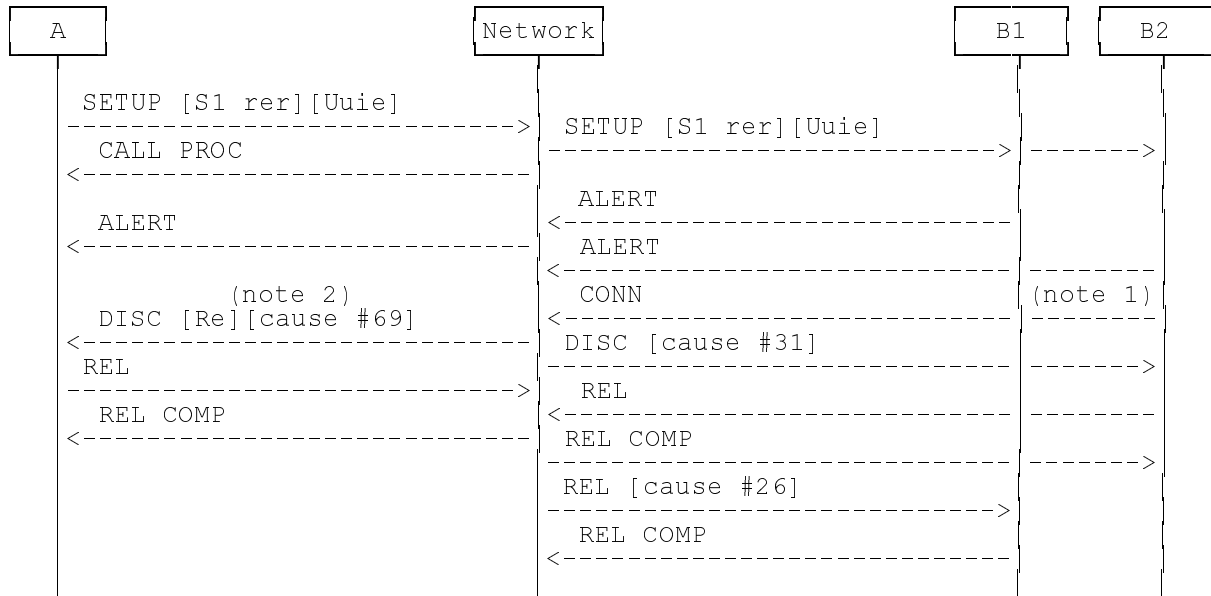 A Network B1 B2
SETUP [S1 rer][Uuie]
SETUP [S1 rer][Uuie]
CALL PROC
ALERT
ALERT
ALERT
(note 2) CONN (note 1)
DISC [Re][cause #69]
DISC [cause #31]
REL
REL
REL COMP
REL COMP
REL [cause #26]
REL COMP